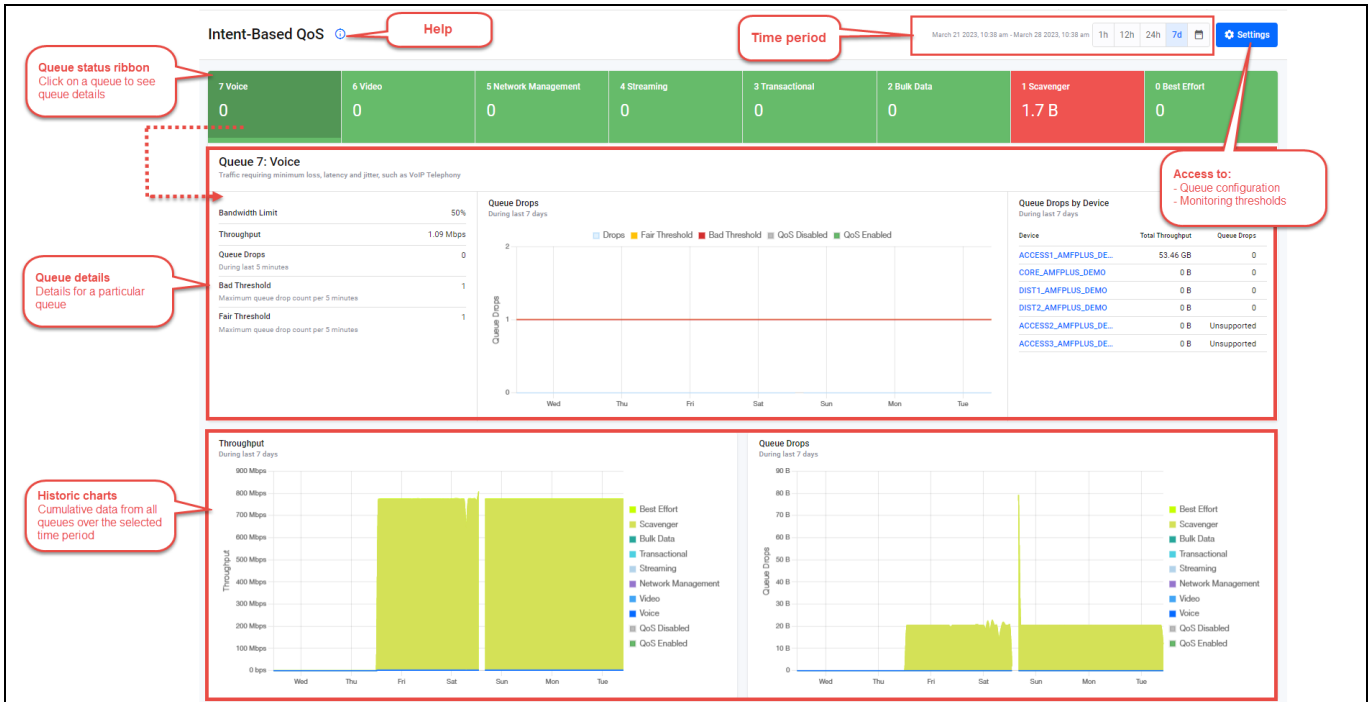 Intent-Based QoS
Help
Time period
March 21 2023, 10:38 am - March 28 2023, 10:38 am
1h
12h
24h
7d
Settings
Queue status ribbon
Click on a queue to see
queue details
7 Voice
0
6 Video
0
5 Network Management
0
4 Streaming
0
3 Transactional
0
2 Bulk Data
0
1 Scavenger
1.7 B
0 Best Effort
0
Access to:
- Queue configuration
- Monitoring thresholds
Queue 7: Voice
Traffic requiring minimum loss, latency and jitter, such as VoIP Telephony
Queue details
Details for a particular
queue
Bandwidth Limit 50%
Throughput 1.09 Mbps
Queue Drops 0
During last 5 minutes
Bad Threshold 1
Maximum queue drop count per 5 minutes
Fair Threshold 1
Maximum queue drop count per 5 minutes
Queue Drops
During last 7 days
Drops Fair Threshold Bad Threshold QoS Disabled QoS Enabled
2
1
0
Queue Drops
Wed Thu Fri Sat Sun Mon Tue
Queue Drops by Device
During last 7 days
Device Total Throughput Queue Drops
ACCESS1_AMFPLUS_DE... 53.46 GB 0
CORE_AMFPLUS_DEMO 0 B 0
DIST1_AMFPLUS_DEMO 0 B 0
DIST2_AMFPLUS_DEMO 0 B 0
ACCESS2_AMFPLUS_DE... 0 B Unsupported
ACCESS3_AMFPLUS_DE... 0 B Unsupported
Historic charts
Cumulative data from all
queues over the selected
time period
Throughput
During last 7 days
900 Mbps
800 Mbps
700 Mbps
600 Mbps
500 Mbps
400 Mbps
300 Mbps
200 Mbps
100 Mbps
0 bps
Throughput
Wed Thu Fri Sat Sun Mon Tue
Best Effort
Scavenger
Bulk Data
Transactional
Streaming
Network Management
Video
Voice
QoS Disabled
QoS Enabled
Queue Drops
During last 7 days
90 B
80 B
70 B
60 B
50 B
40 B
30 B
20 B
10 B
0
Queue Drops
Wed Thu Fri Sat Sun Mon Tue
Best Effort
Scavenger
Bulk Data
Transactional
Streaming
Network Management
Video
Voice
QoS Disabled
QoS Enabled